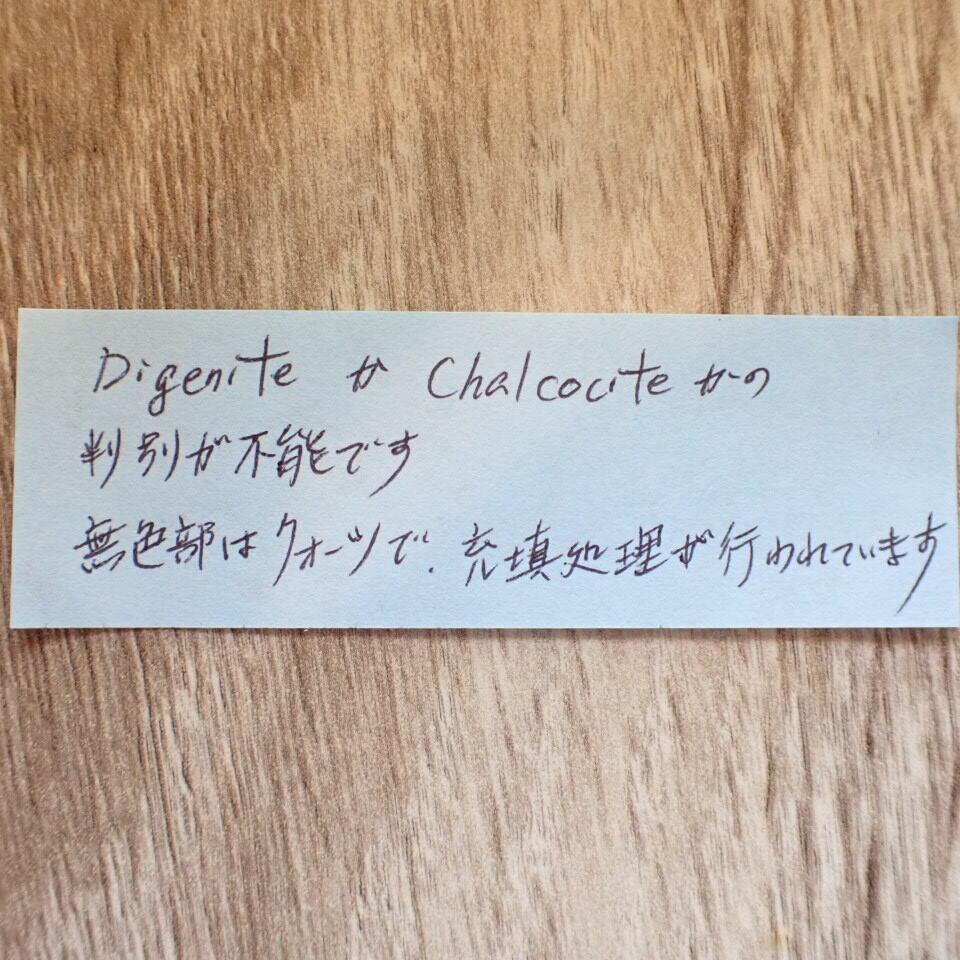 Digenite か Chalcocite かの
判別が不能です
無色部はクォーツで、充填処理が行われています